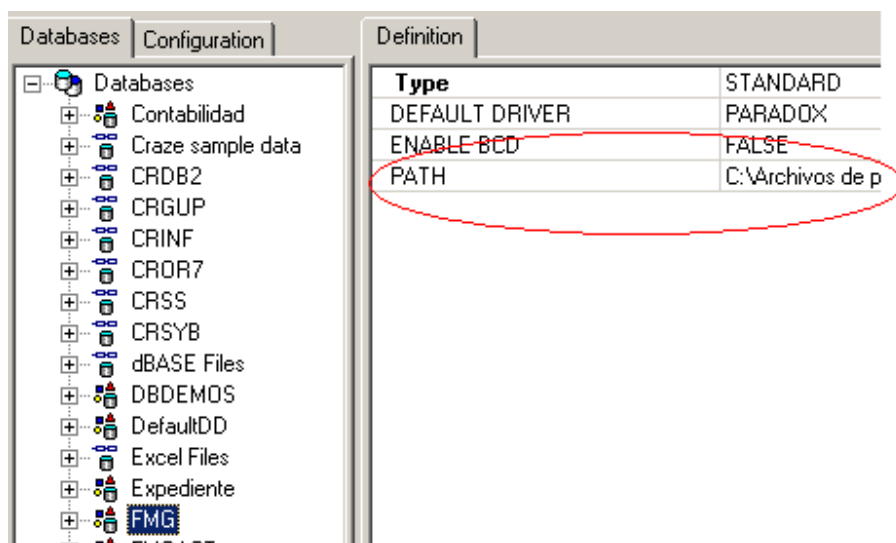 Databases
Configuration
Definition
Databases
Contabilidad
Craze sample data
CRDB2
CRGUP
CRINF
CROR7
CRSS
CRSYB
dBASE Files
DBDEMOS
DefaultDD
Excel Files
Expediente
FMG
Type STANDARD
DEFAULT DRIVER PARADOX
ENABLE BCD FALSE
PATH C:\Archivos de p